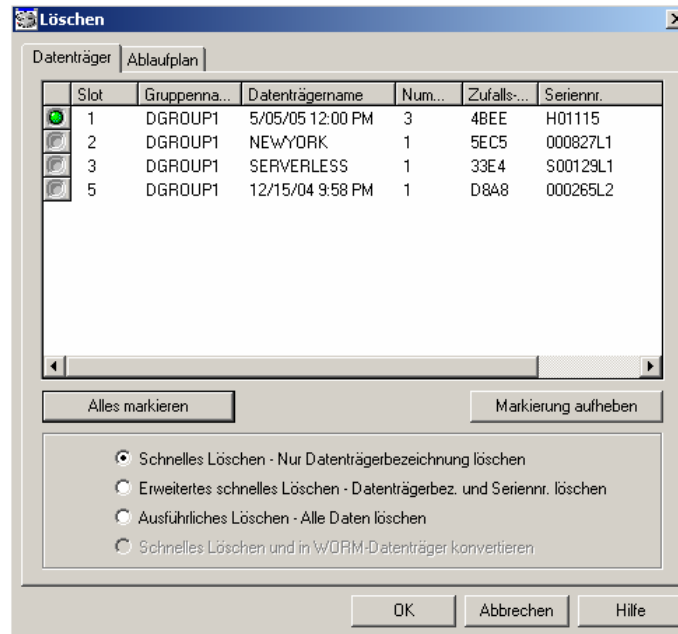 Löschen
Datenträger Ablaufplan
Slot Gruppenna... Datenträgername Num... Zufalls-... Seriennr.
1 DGROUP1 5/05/05 12:00 PM 3 4BEE H01115
2 DGROUP1 NEWYORK 1 5EC5 000827L1
3 DGROUP1 SERVERLESS 1 33E4 S00129L1
5 DGROUP1 12/15/04 9:58 PM 1 D8A8 000265L2
Alles markieren Markierung aufheben
Schnelles Löschen - Nur Datenträgerbezeichnung löschen
Erweitertes schnelles Löschen - Datenträgerbez. und Seriennr. löschen
Ausführliches Löschen - Alle Daten löschen
Schnelles Löschen und in WORM-Datenträger konvertieren
OK Abbrechen Hilfe